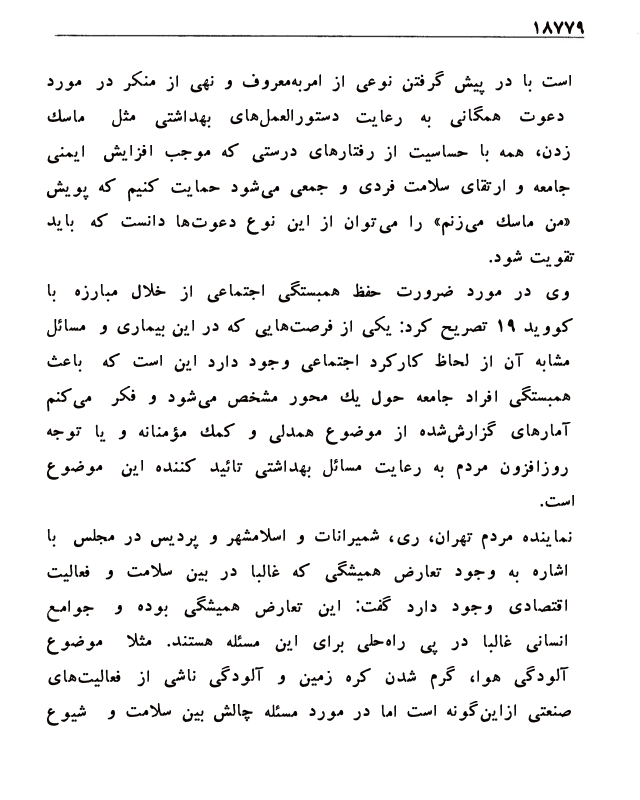 ۱۸۷۷۹
است با در پیش گرفتن نوعی از امربه‌معروف و نهی از منکر در مورد
دعوت همگانی به رعایت دستورالعمل‌های بهداشتی مثل ماسك
زدن، همه با حساسیت از رفتارهای درستی که موجب افزایش ایمنی
جامعه و ارتقای سلامت فردی و جمعی می‌شود حمایت کنیم که پویش
«من ماسك می‌زنم» را می‌توان از این نوع دعوت‌ها دانست که باید
تقویت شود.
وی در مورد ضرورت حفظ همبستگی اجتماعی از خلال مبارزه با
کووید ۱۹ تصریح کرد: یکی از فرصت‌هایی که در این بیماری و مسائل
مشابه آن از لحاظ کارکرد اجتماعی وجود دارد این است که باعث
همبستگی افراد جامعه حول یك محور مشخص می‌شود و فکر می‌کنم
آمارهای گزارش‌شده از موضوع همدلی و کمك مؤمنانه و یا توجه
روزافزون مردم به رعایت مسائل بهداشتی تائید کننده این موضوع
است.
نماینده مردم تهران، ری، شمیرانات و اسلامشهر و پردیس در مجلس با
اشاره به وجود تعارض همیشگی که غالبا در بین سلامت و فعالیت
اقتصادی وجود دارد گفت: این تعارض همیشگی بوده و جوامع
انسانی غالبا در پی راه‌حلی برای این مسئله هستند. مثلا موضوع
آلودگی هوا، گرم شدن کره زمین و آلودگی ناشی از فعالیت‌های
صنعتی ازاین‌گونه است اما در مورد مسئله چالش بین سلامت و شیوع